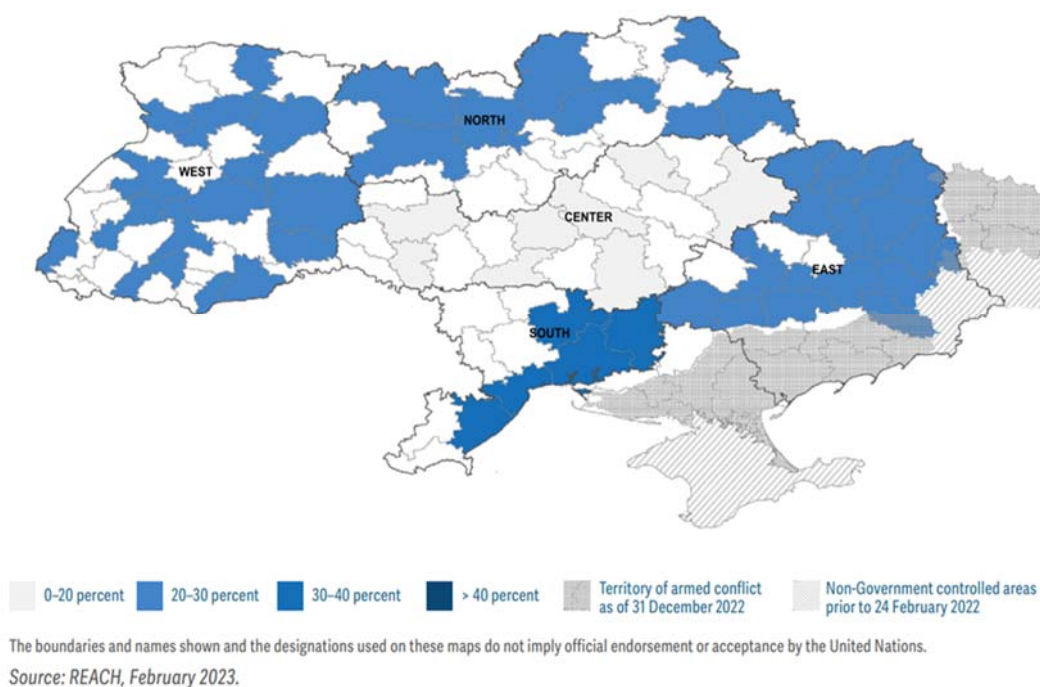 NORTH
WEST
CENTER
EAST
SOUTH
0–20 percent
20–30 percent
30–40 percent
> 40 percent
Territory of armed conflict
as of 31 December 2022
Non-Government controlled areas
prior to 24 February 2022
The boundaries and names shown and the designations used on these maps do not imply official endorsement or acceptance by the United Nations.
Source: REACH, February 2023.